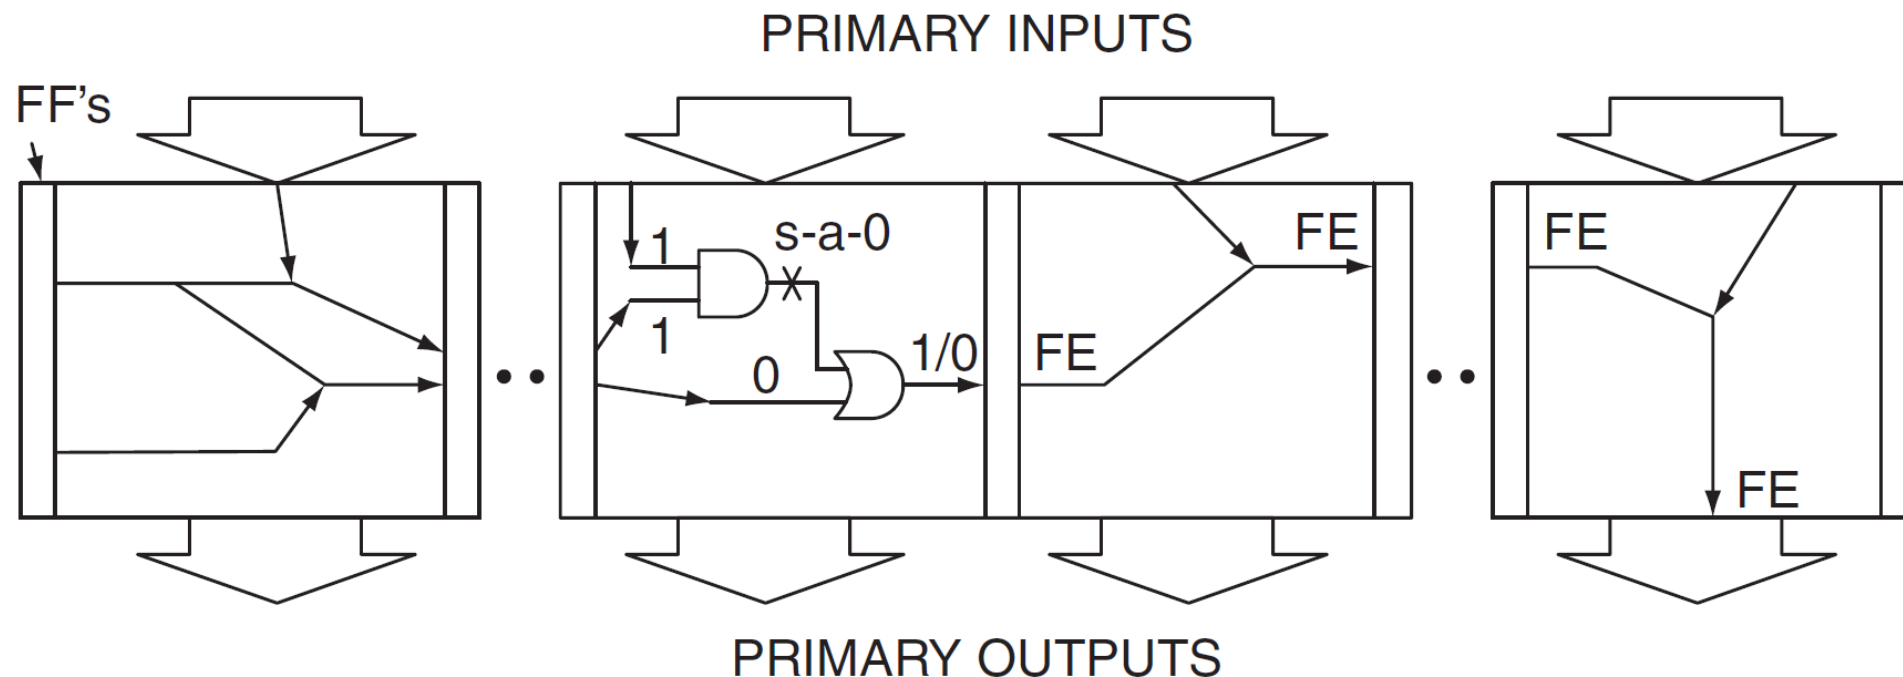 PRIMARY INPUTS
FF's
1
s-a-0
1
0
1/0
FE
FE
FE
FE
PRIMARY OUTPUTS